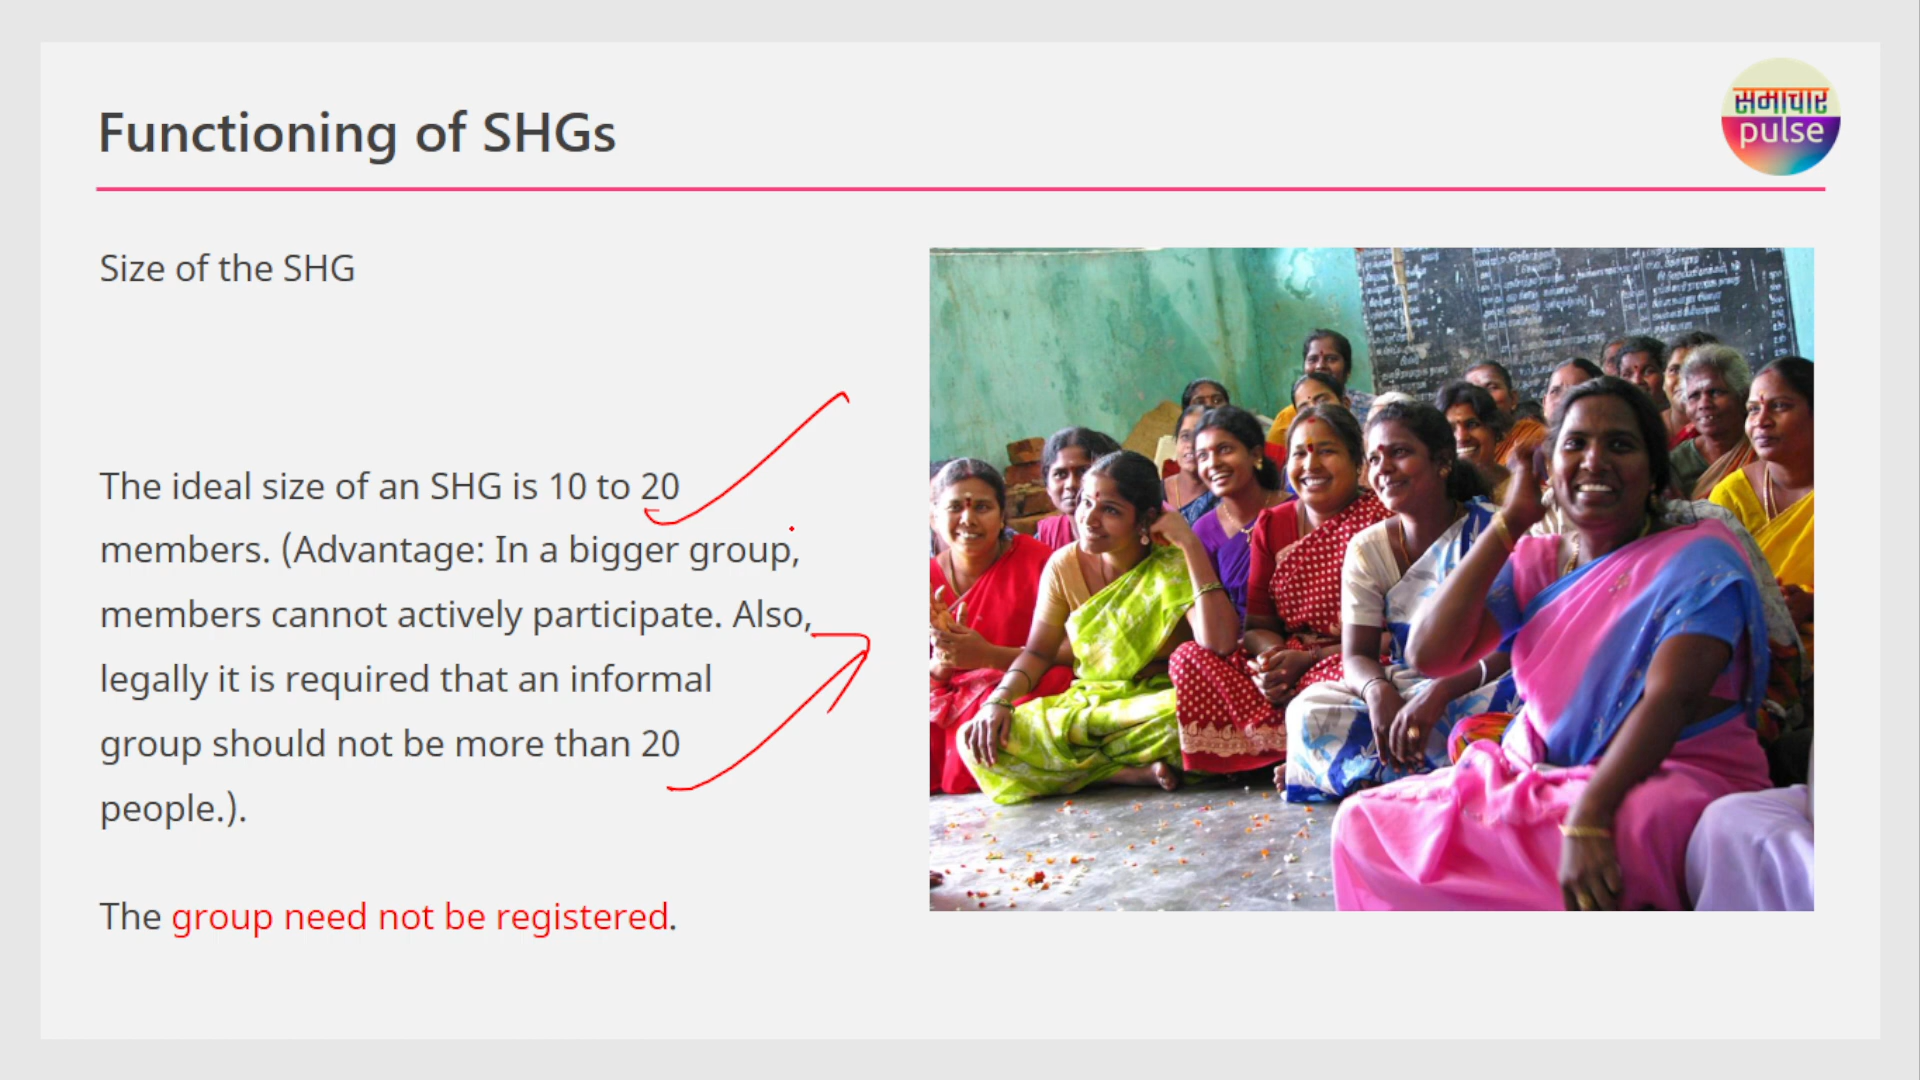 Functioning of SHGs
समाचार
pulse
Size of the SHG
The ideal size of an SHG is 10 to 20
members. (Advantage: In a bigger group,
members cannot actively participate. Also,
legally it is required that an informal
group should not be more than 20
people.).
The group need not be registered.